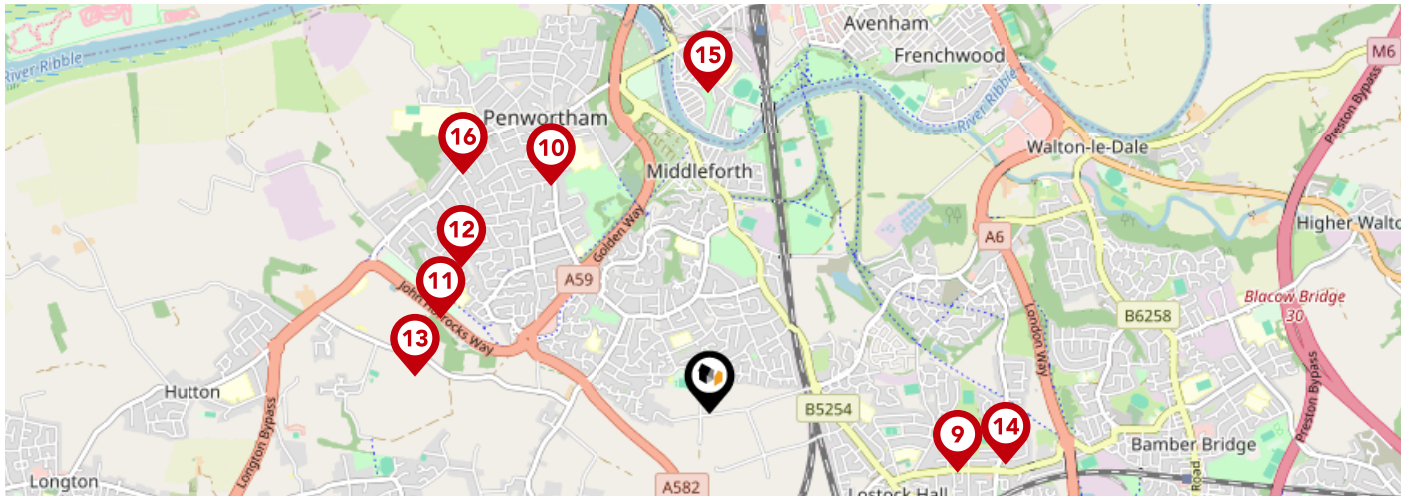 Avenham
M6
15
Frenchwood
River Ribble
Preston Bypass
River Ribble
Penwortham
16
10
Walton-le-Dale
Middleforth
Golden Way
12
A6
Higher Walto
A59
11
John Horrocks Way
Blacow Bridge
30
B6258
London Way
13
Hutton
B5254
Longton Bypass
Preston Bypass
9
14
Bamber Bridge
Road
Longton
A582
Lostock Hall